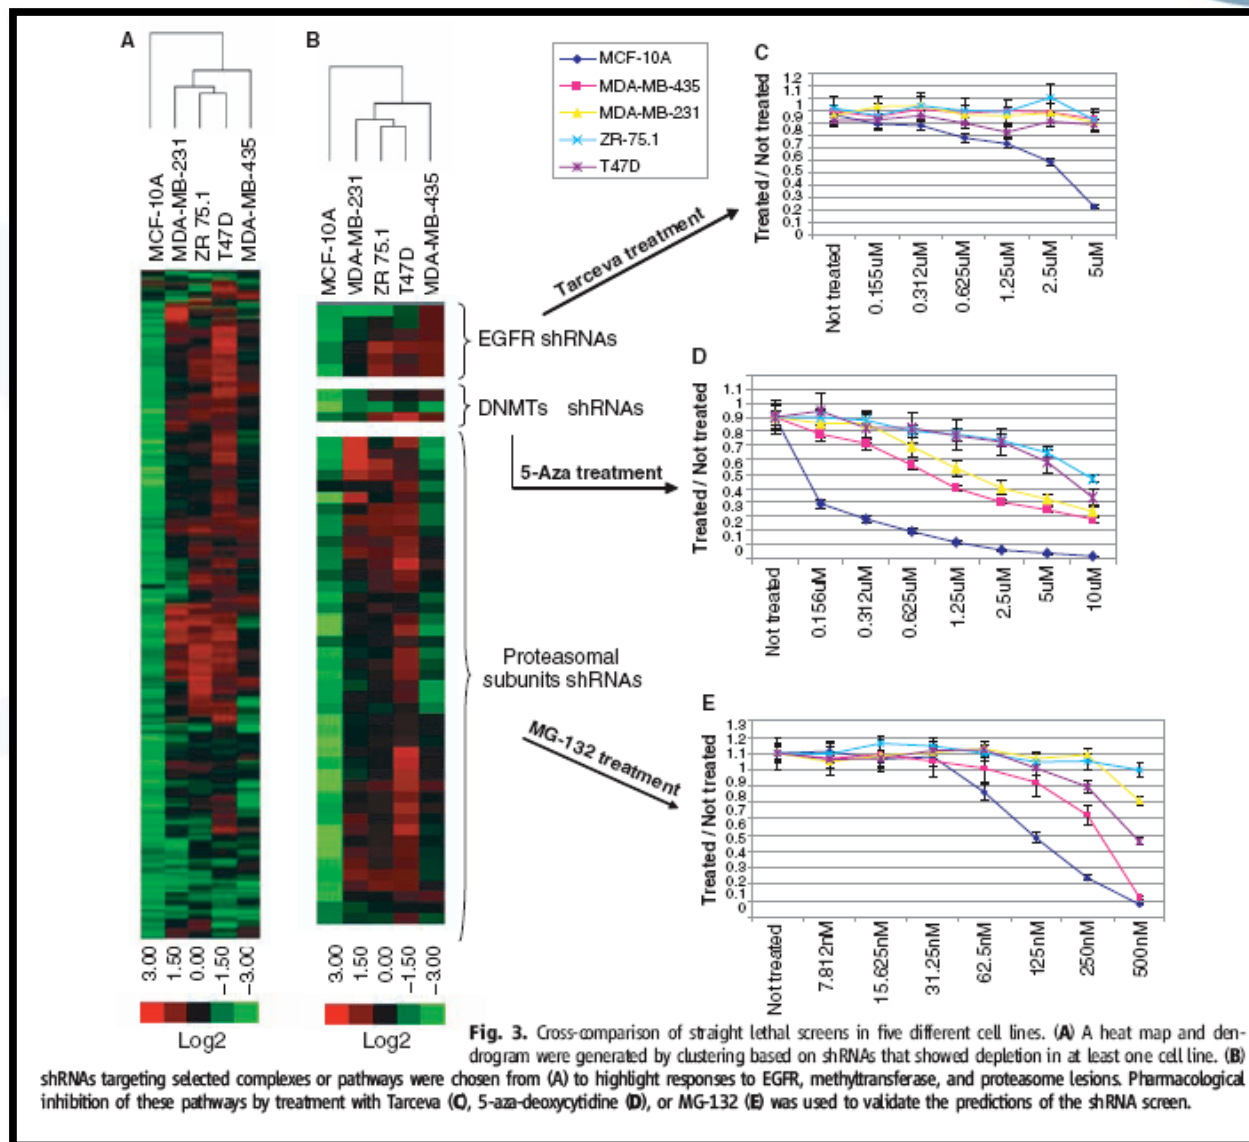 A
B
MCF-10A
MDA-MB-231
ZR 75.1
T47D
MDA-MB-435
MCF-10A
MDA-MB-231
ZR 75.1
T47D
MDA-MB-435
3.00
1.50
0.00
−1.50
−3.00
Log2
3.00
1.50
0.00
−1.50
−3.00
Log2
EGFR shRNAs
DNMTs shRNAs
Proteasomal
subunits shRNAs
Tarceva treatment
5-Aza treatment
MG-132 treatment
MCF-10A
MDA-MB-435
MDA-MB-231
ZR-75.1
T47D
C
Treated / Not treated
1.2
1.1
1
0.9
0.8
0.7
0.6
0.5
0.4
0.3
0.2
0.1
0
Not treated
0.155uM
0.312uM
0.625uM
1.25uM
2.5uM
5uM
D
Treated / Not treated
1.1
1
0.9
0.8
0.7
0.6
0.5
0.4
0.3
0.2
0.1
0
Not treated
0.156uM
0.312uM
0.625uM
1.25uM
2.5uM
5uM
10uM
E
Treated / Not treated
1.3
1.2
1.1
1
0.9
0.8
0.7
0.6
0.5
0.4
0.3
0.2
0.1
0
Not treated
7.812nM
15.625nM
31.25nM
62.5nM
125nM
250nM
500nM
Fig. 3. Cross-comparison of straight lethal screens in five different cell lines. (A) A heat map and den-
drogram were generated by clustering based on shRNAs that showed depletion in at least one cell line. (B)
shRNAs targeting selected complexes or pathways were chosen from (A) to highlight responses to EGFR, methyltransferase, and proteasome lesions. Pharmacological
inhibition of these pathways by treatment with Tarceva (C), 5-aza-deoxycytidine (D), or MG-132 (E) was used to validate the predictions of the shRNA screen.